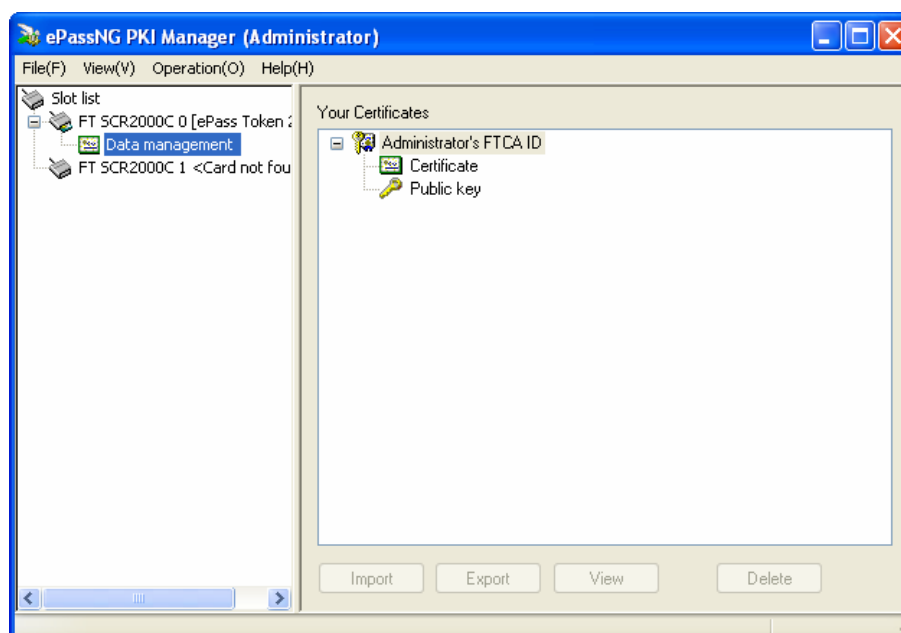 ePassNG PKI Manager (Administrator)
File(F) View(V) Operation(O) Help(H)
Slot list
FT SCR2000C 0 [ePass Token 2
Data management
FT SCR2000C 1 <Card not fou
Your Certificates
Administrator's FTCA ID
Certificate
Public key
Import Export View Delete